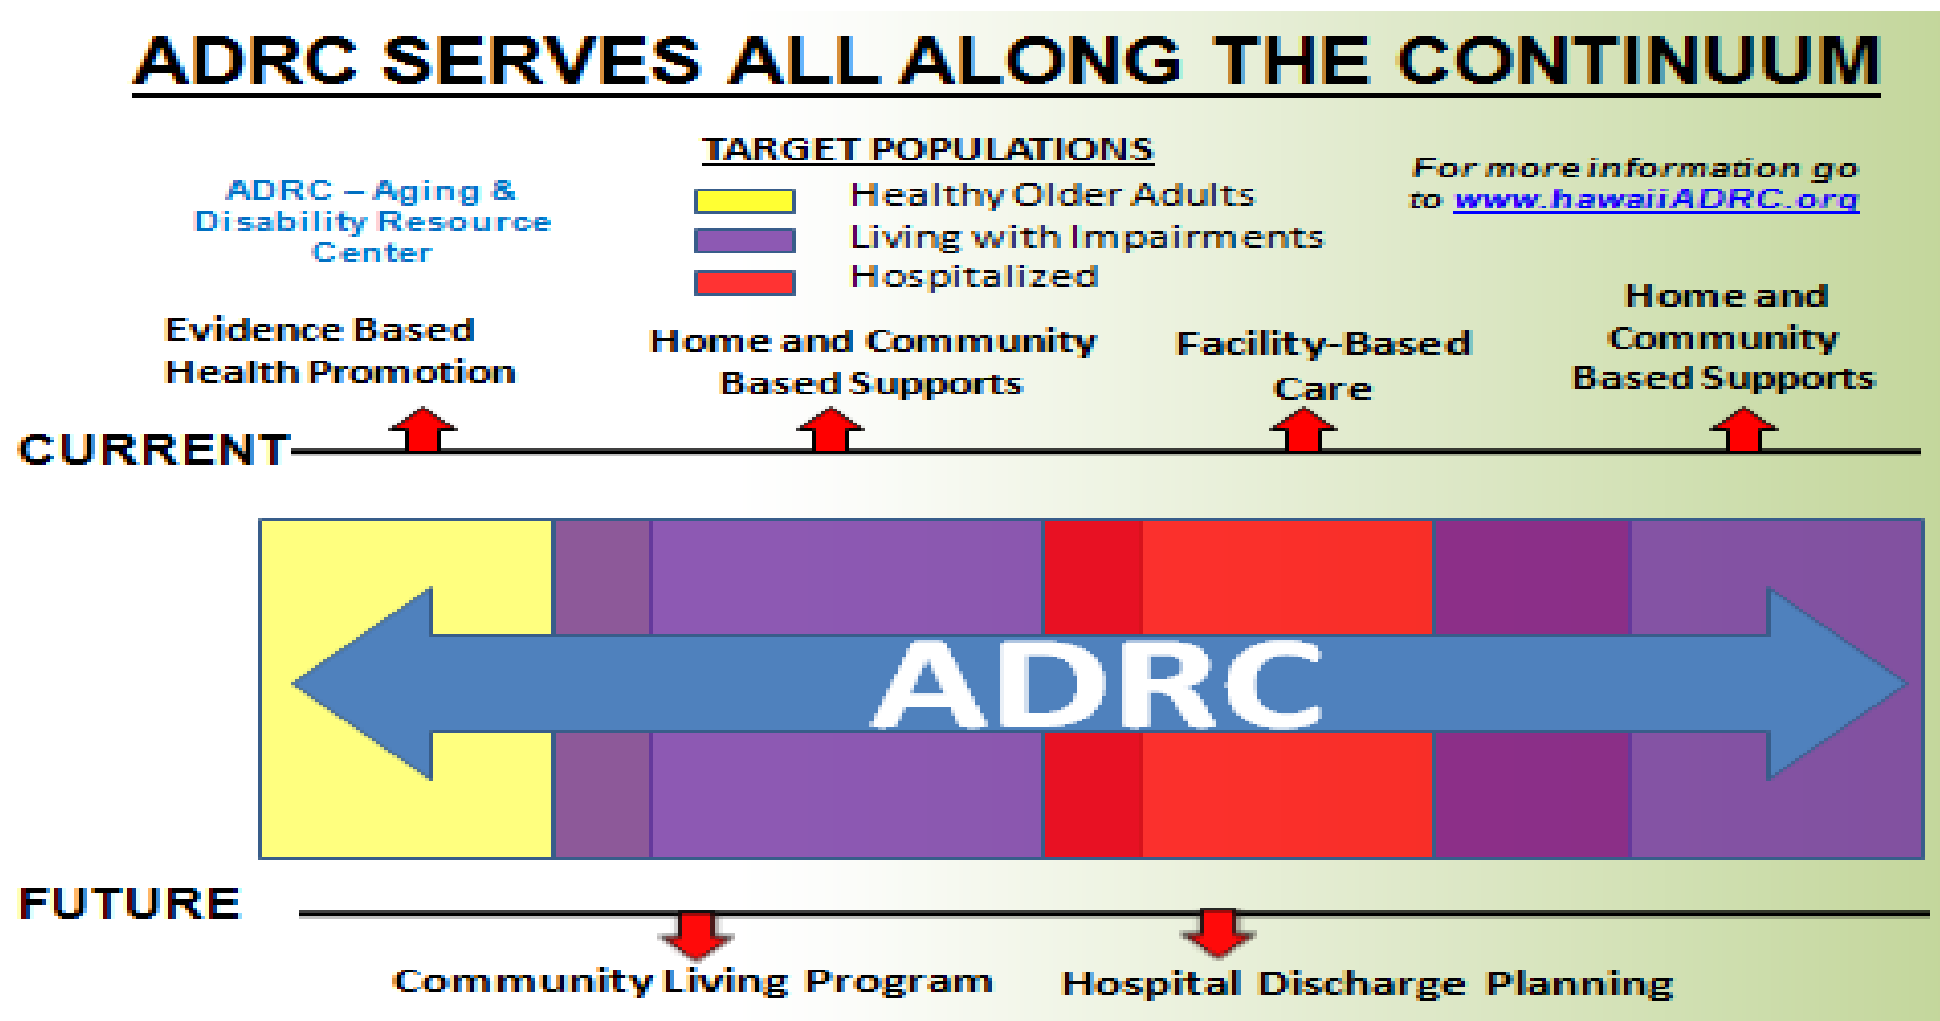 ADRC SERVES ALL ALONG THE CONTINUUM
ADRC – Aging &
Disability Resource
Center
TARGET POPULATIONS
Healthy Older Adults
Living with Impairments
Hospitalized
For more information go
to www.hawaiiADRC.org
Evidence Based
Health Promotion
Home and Community
Based Supports
Facility-Based
Care
Home and
Community
Based Supports
CURRENT
ADRC
FUTURE
Community Living Program
Hospital Discharge Planning